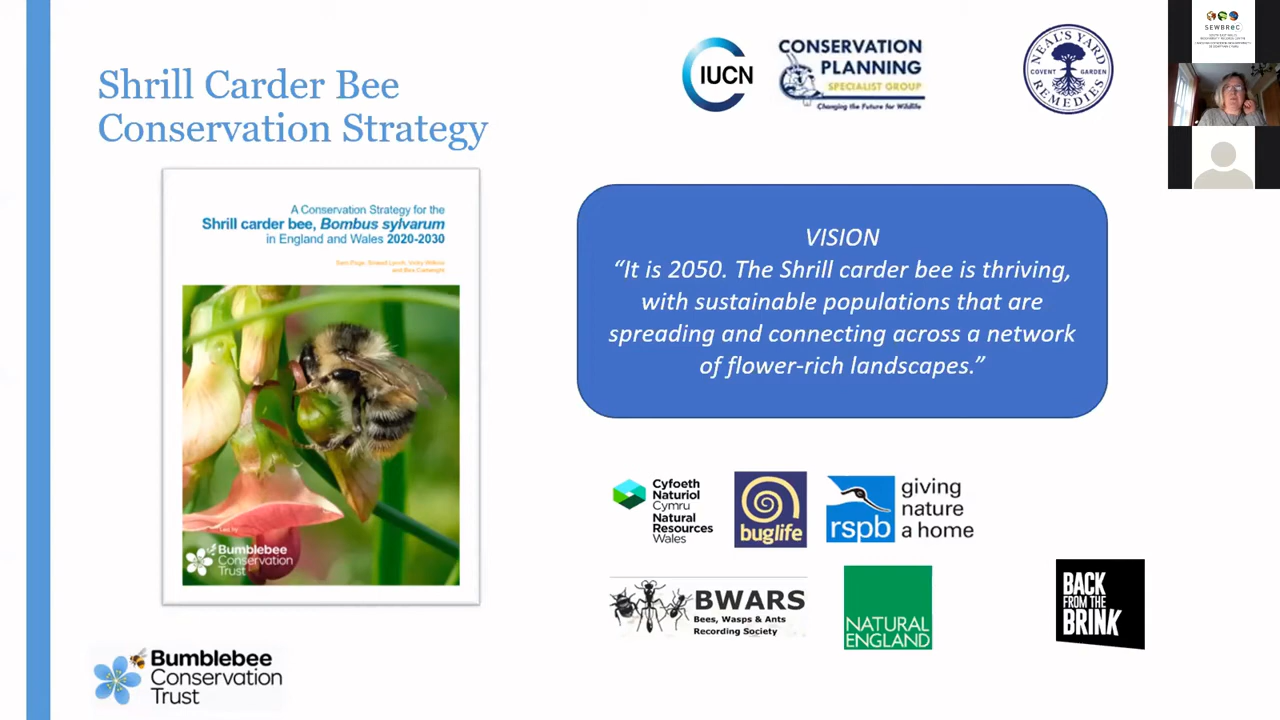 Shrill Carder Bee
Conservation Strategy
IUCN
CONSERVATION
PLANNING
SPECIALIST GROUP
Changing the Future for Wildlife
NEAL'S YARD
COVENT GARDEN
REMEDIES
SEWBReC
A Conservation Strategy for the
Shrill carder bee, Bombus sylvarum
in England and Wales 2020-2030
Bumblebee
Conservation
Trust
VISION
“It is 2050. The Shrill carder bee is thriving,
with sustainable populations that are
spreading and connecting across a network
of flower-rich landscapes.”
Cyfoeth
Naturiol
Cymru
Natural
Resources
Wales
buglife
rspb
giving
nature
a home
BWARS
Bees, Wasps & Ants
Recording Society
NATURAL
ENGLAND
BACK
FROM THE
BRINK
Bumblebee
Conservation
Trust